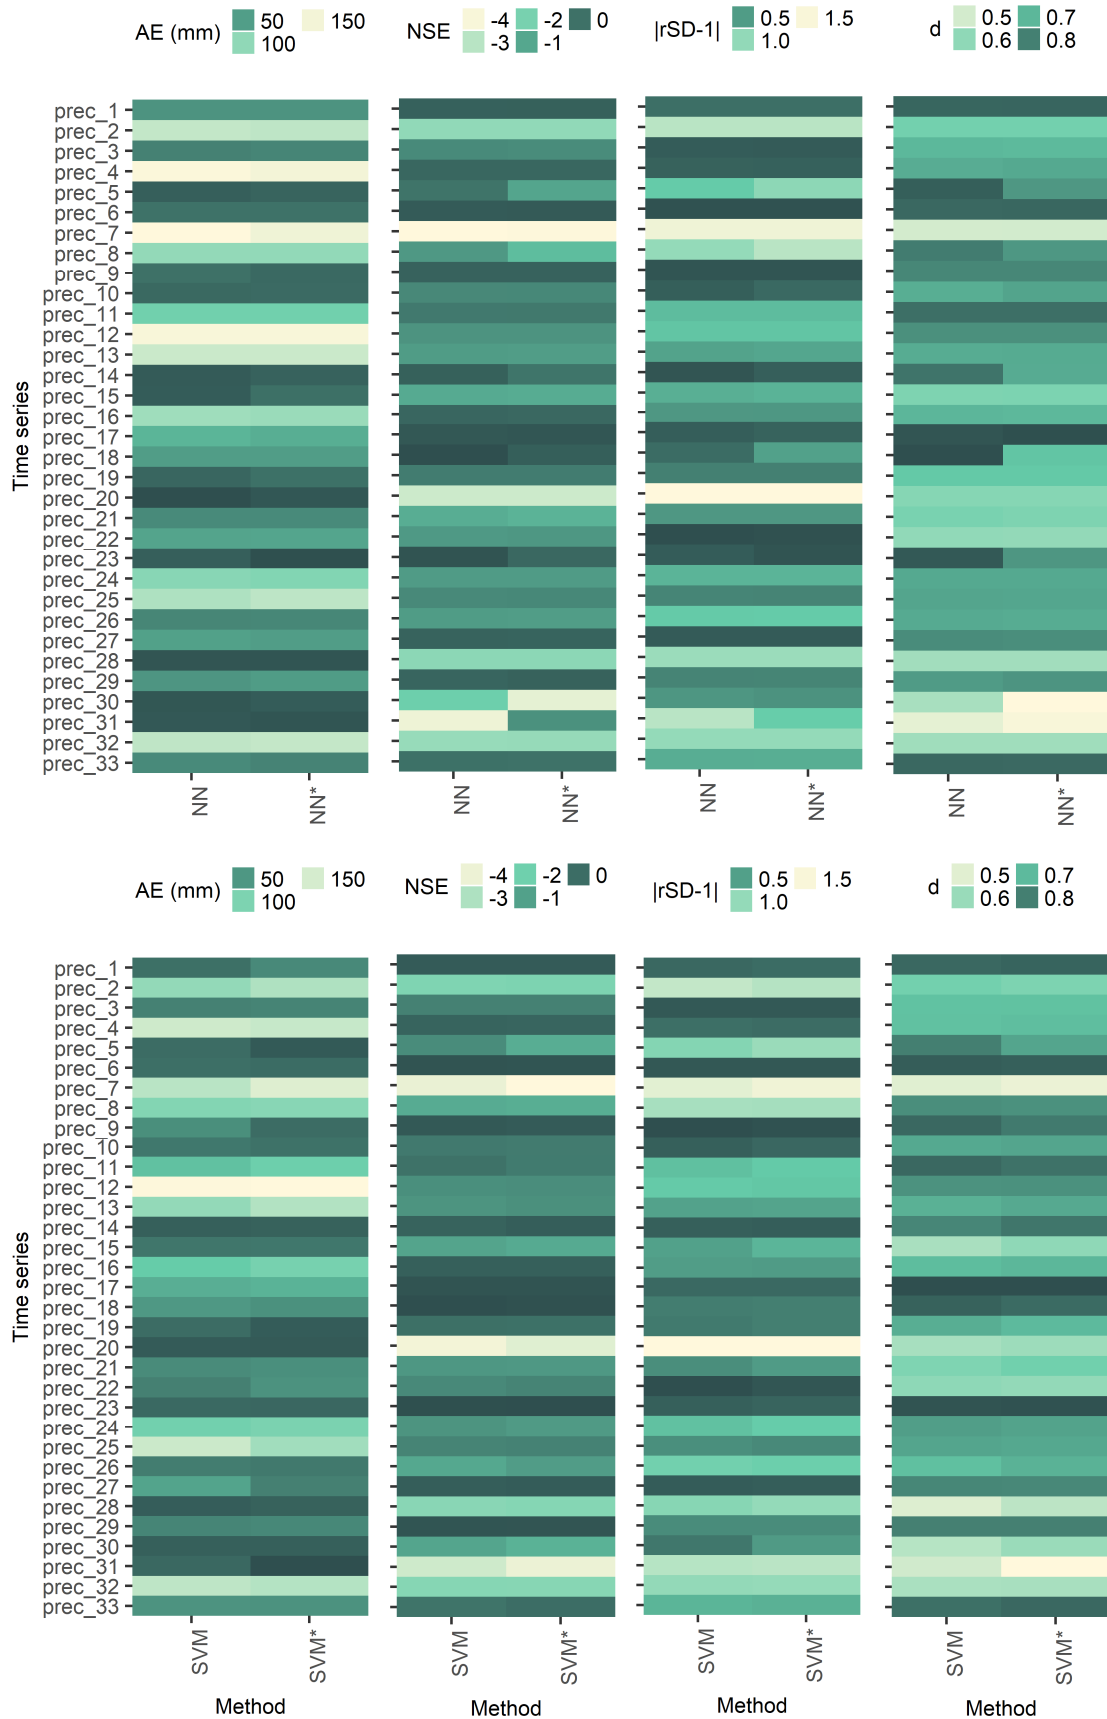 AE (mm) 50 150
100
NSE -4 -2 0
-3 -1
|rSD-1| 0.5 1.5
1.0
d 0.5 0.7
0.6 0.8
Time series
prec_1
prec_2
prec_3
prec_4
prec_5
prec_6
prec_7
prec_8
prec_9
prec_10
prec_11
prec_12
prec_13
prec_14
prec_15
prec_16
prec_17
prec_18
prec_19
prec_20
prec_21
prec_22
prec_23
prec_24
prec_25
prec_26
prec_27
prec_28
prec_29
prec_30
prec_31
prec_32
prec_33
NN NN* NN NN* NN NN* NN NN*
AE (mm) 50 150
100
NSE -4 -2 0
-3 -1
|rSD-1| 0.5 1.5
1.0
d 0.5 0.7
0.6 0.8
Time series
prec_1
prec_2
prec_3
prec_4
prec_5
prec_6
prec_7
prec_8
prec_9
prec_10
prec_11
prec_12
prec_13
prec_14
prec_15
prec_16
prec_17
prec_18
prec_19
prec_20
prec_21
prec_22
prec_23
prec_24
prec_25
prec_26
prec_27
prec_28
prec_29
prec_30
prec_31
prec_32
prec_33
SVM SVM* SVM SVM* SVM SVM* SVM SVM*
Method Method Method Method